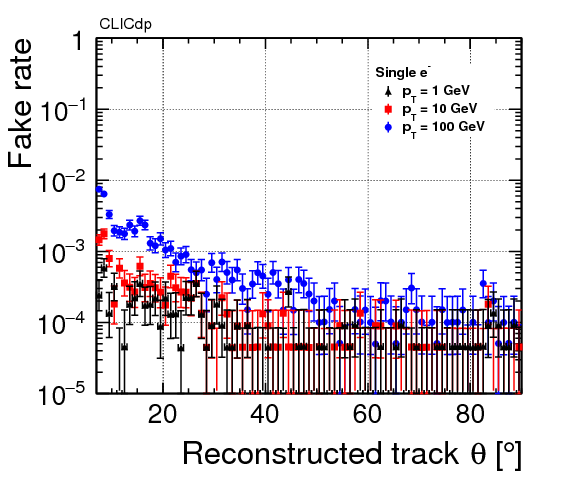 CLICdp
Fake rate
1
10⁻¹
10⁻²
10⁻³
10⁻⁴
10⁻⁵
Single e⁻
p_T = 1 GeV
p_T = 10 GeV
p_T = 100 GeV
20 40 60 80
Reconstructed track θ [°]